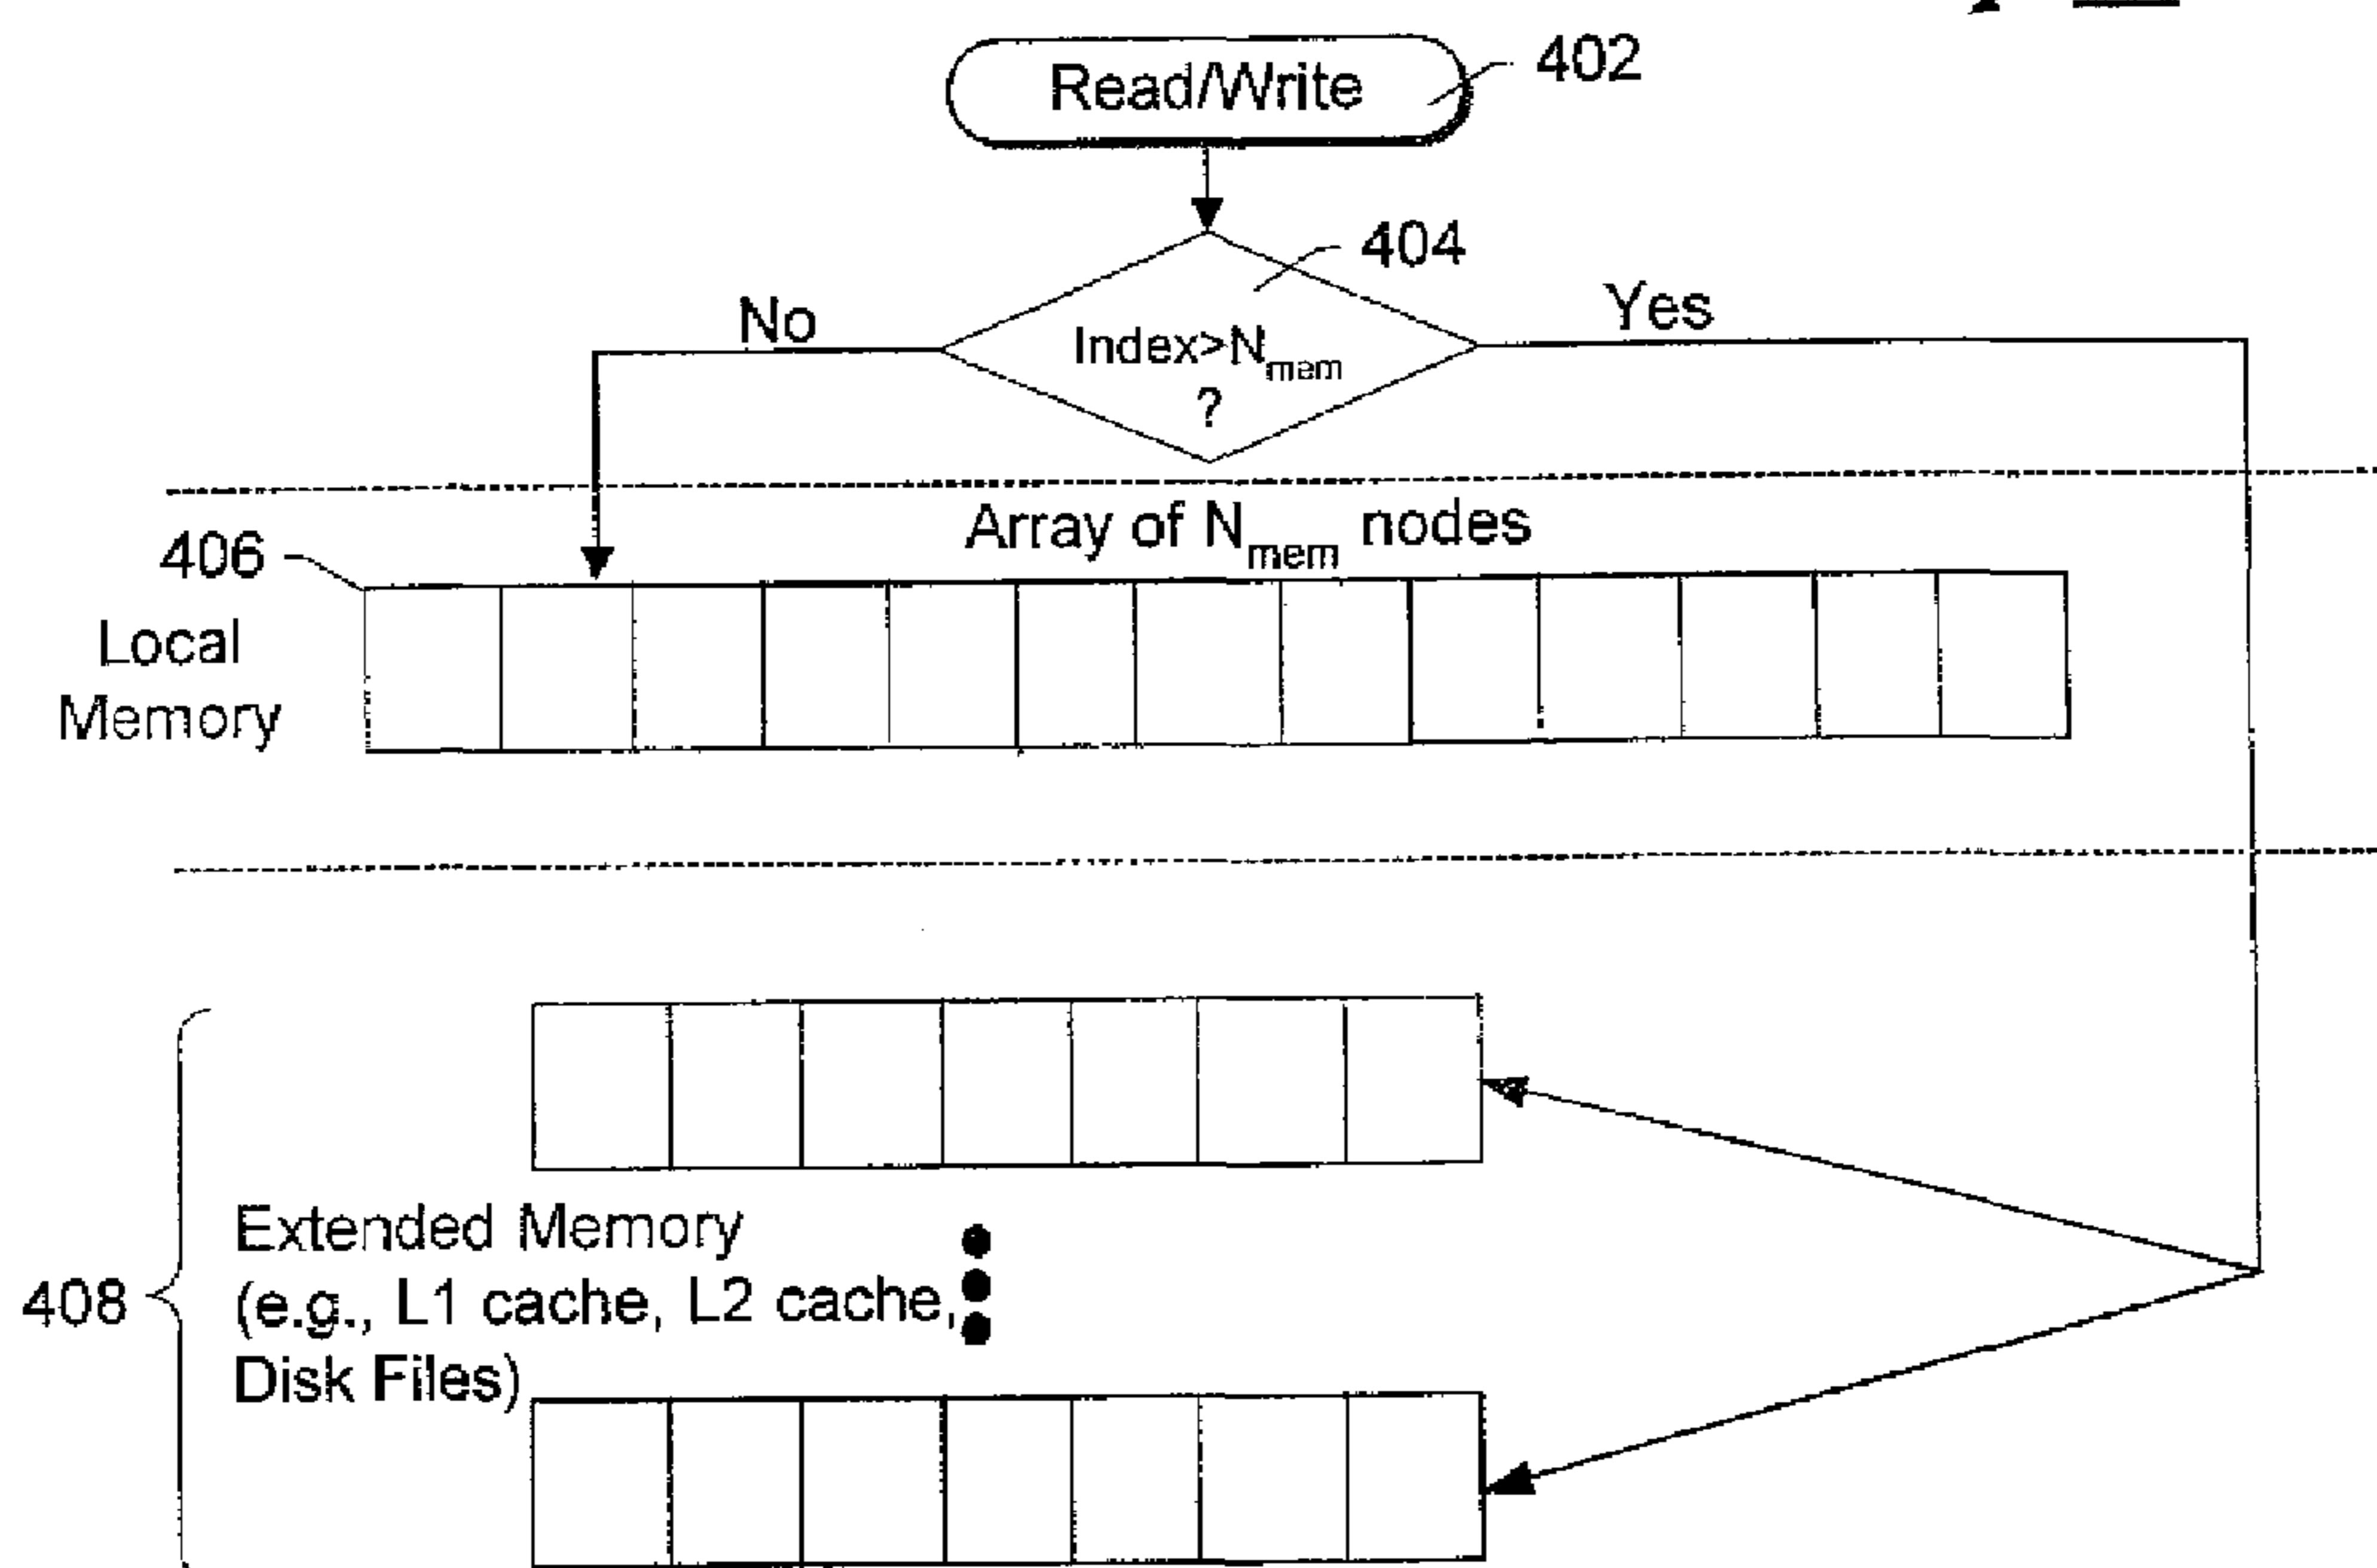 Read/Write
402
404
No
Yes
Index>Nmem
?
Array of Nmem nodes
406
Local
Memory
Extended Memory
(e.g., L1 cache, L2 cache,
Disk Files)
408